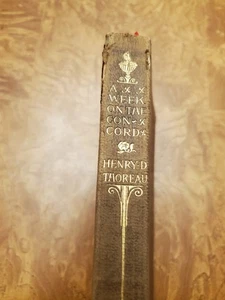 A
WEEK
ON THE
CON-
CORD
HENRY·D
THOREAU